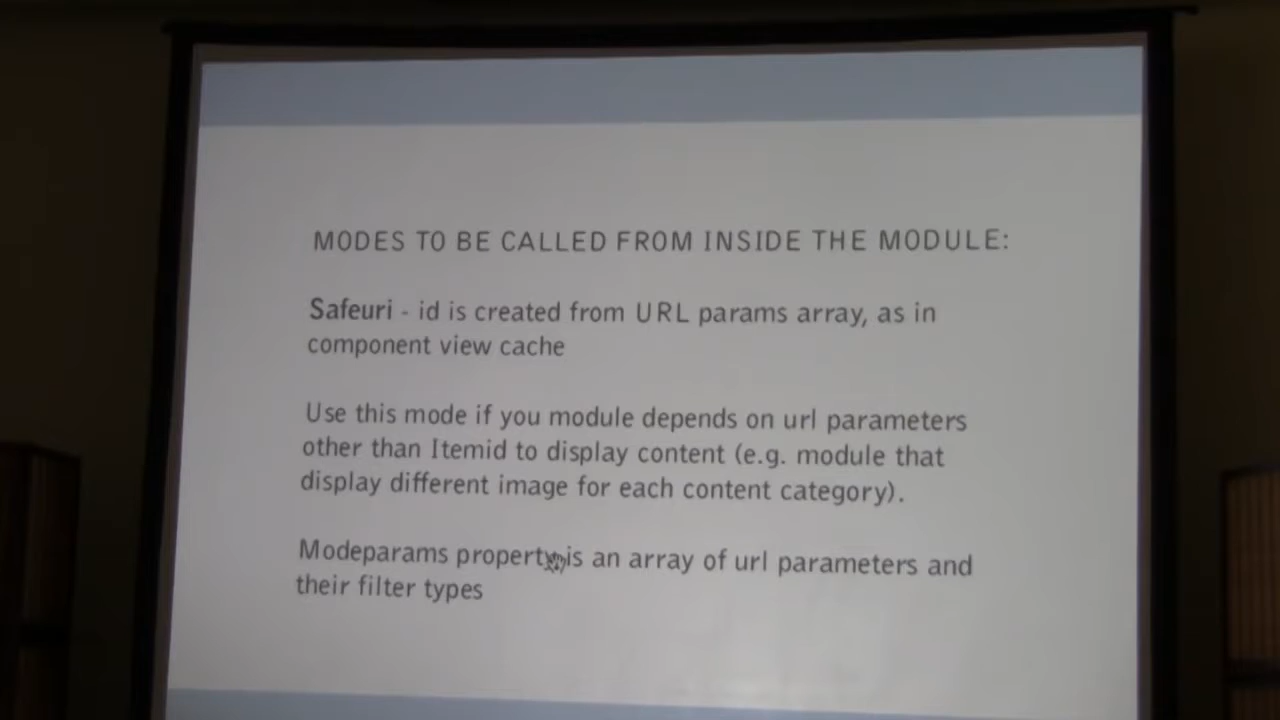 MODES TO BE CALLED FROM INSIDE THE MODULE:
Safeuri - id is created from URL params array, as in
component view cache
Use this mode if you module depends on url parameters
other than Itemid to display content (e.g. module that
display different image for each content category).
Modeparams property is an array of url parameters and
their filter types